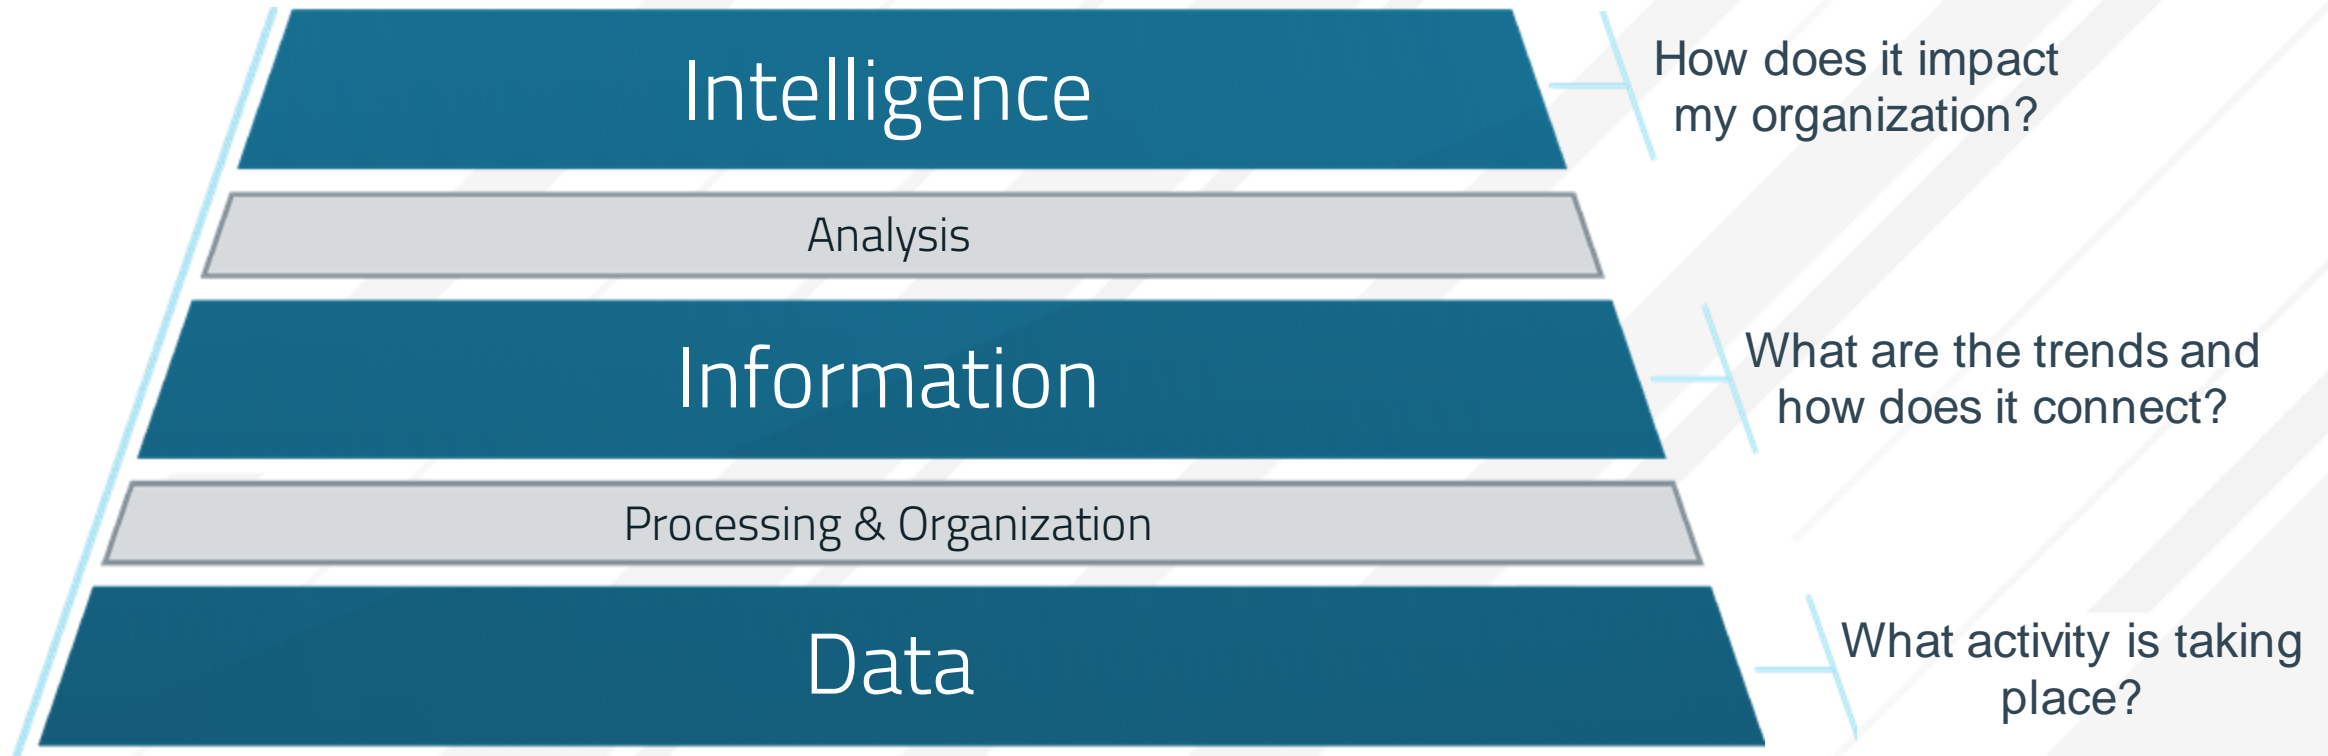 Intelligence
How does it impact
my organization?
Analysis
Information
What are the trends and
how does it connect?
Processing & Organization
Data
What activity is taking
place?